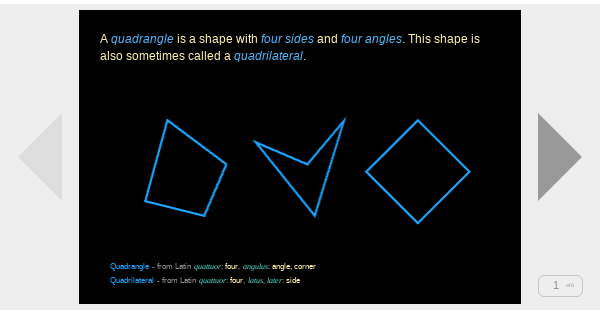 A quadrangle is a shape with four sides and four angles. This shape is
also sometimes called a quadrilateral.
Quadrangle - from Latin quattuor: four, angulus: angle, corner
Quadrilateral - from Latin quattuor: four, latus, later: side
1